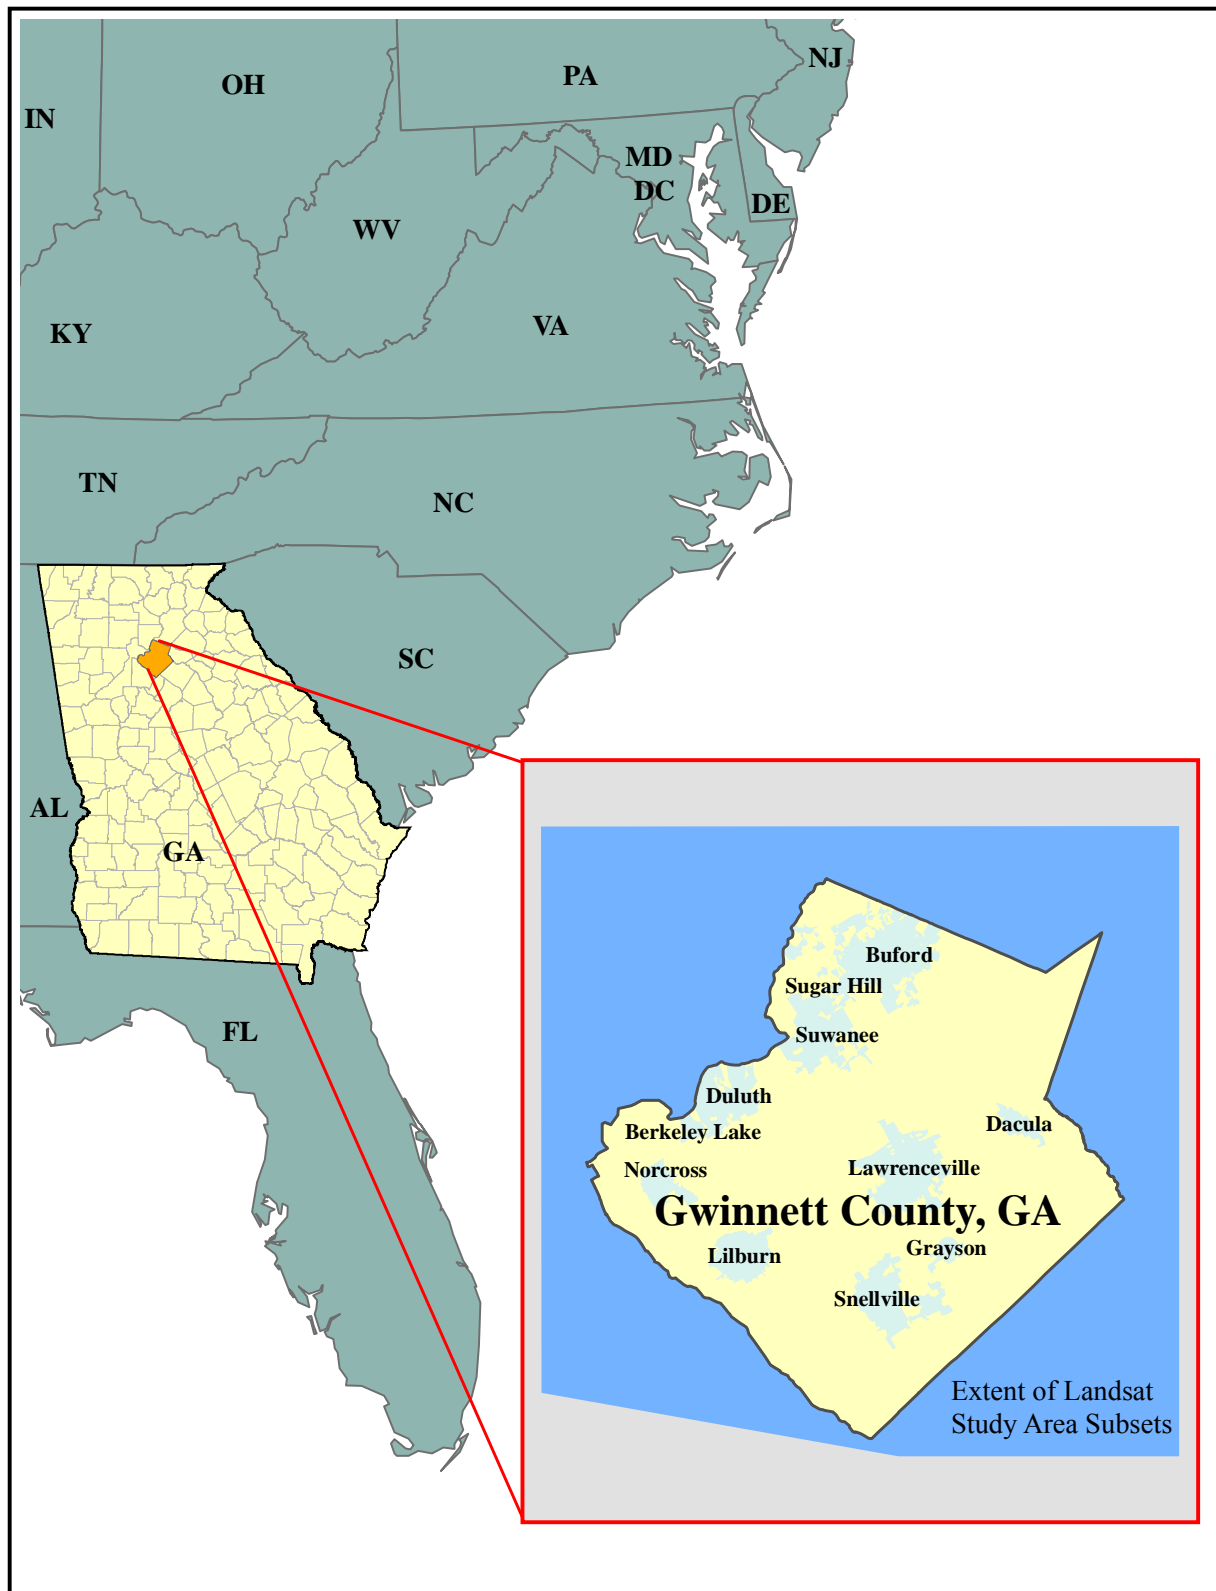 NJ
OH
PA
IN
MD
DC
DE
WV
VA
KY
TN
NC
SC
AL
GA
FL
Buford
Sugar Hill
Suwanee
Duluth
Berkeley Lake
Dacula
Norcross
Lawrenceville
Gwinnett County, GA
Grayson
Lilburn
Snellville
Extent of Landsat
Study Area Subsets